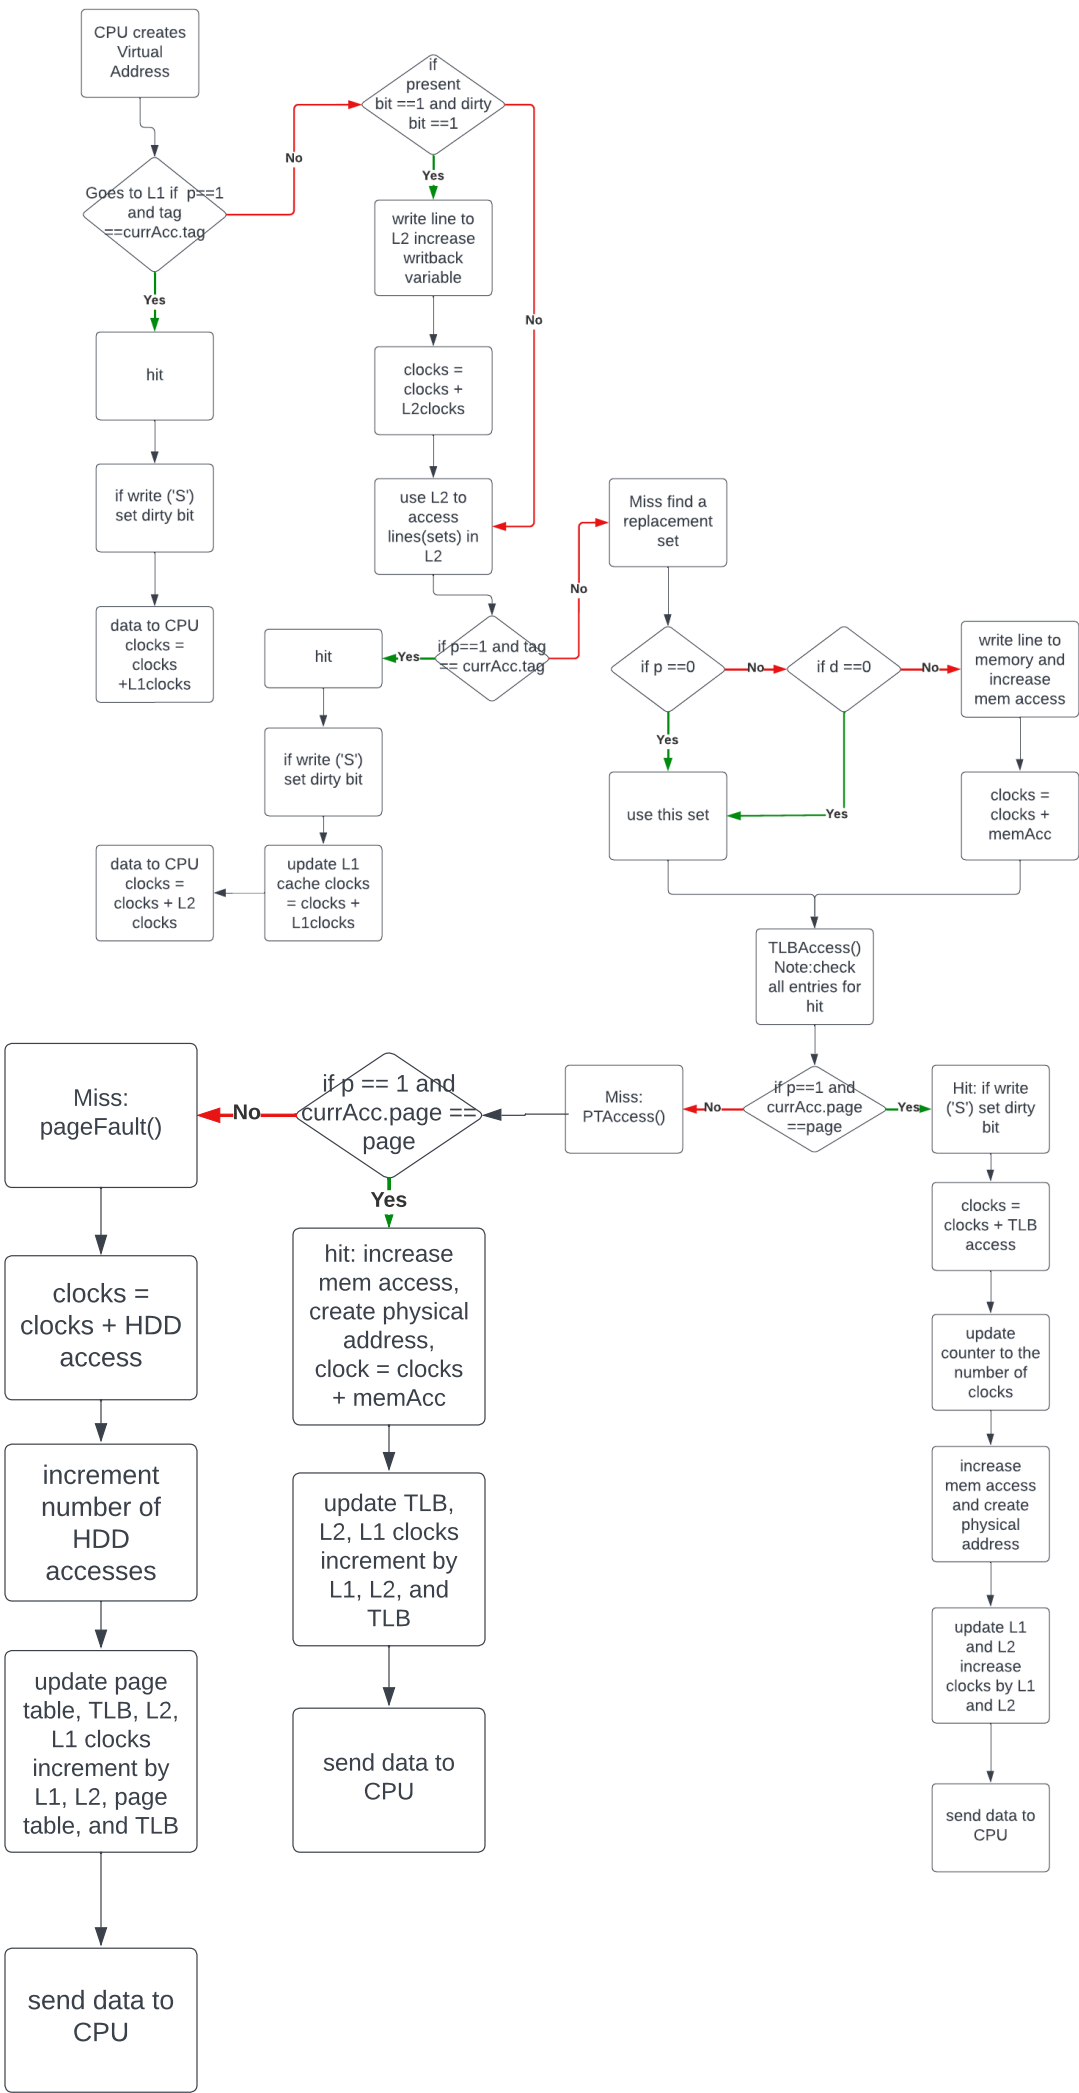 CPU creates
Virtual
Address
Goes to L1 if p==1
and tag
==currAcc.tag
No
Yes
hit
if write ('S')
set dirty bit
data to CPU
clocks =
clocks
+L1clocks
if
present
bit ==1 and dirty
bit ==1
Yes
No
write line to
L2 increase
writback
variable
clocks =
clocks +
L2clocks
use L2 to
access
lines(sets) in
L2
if p==1 and tag
== currAcc.tag
Yes
No
hit
if write ('S')
set dirty bit
update L1
cache clocks
= clocks +
L1clocks
data to CPU
clocks =
clocks + L2
clocks
Miss find a
replacement
set
if p ==0
No
Yes
if d ==0
No
Yes
write line to
memory and
increase
mem access
clocks =
clocks +
memAcc
use this set
TLBAccess()
Note:check
all entries for
hit
if p==1 and
currAcc.page
==page
No
Yes
Hit: if write
('S') set dirty
bit
clocks =
clocks + TLB
access
update
counter to the
number of
clocks
increase
mem access
and create
physical
address
update L1
and L2
increase
clocks by L1
and L2
send data to
CPU
Miss:
PTAccess()
if p == 1 and
currAcc.page ==
page
No
Yes
hit: increase
mem access,
create physical
address,
clock = clocks
+ memAcc
update TLB,
L2, L1 clocks
increment by
L1, L2, and
TLB
send data to
CPU
Miss:
pageFault()
clocks =
clocks + HDD
access
increment
number of
HDD
accesses
update page
table, TLB, L2,
L1 clocks
increment by
L1, L2, page
table, and TLB
send data to
CPU